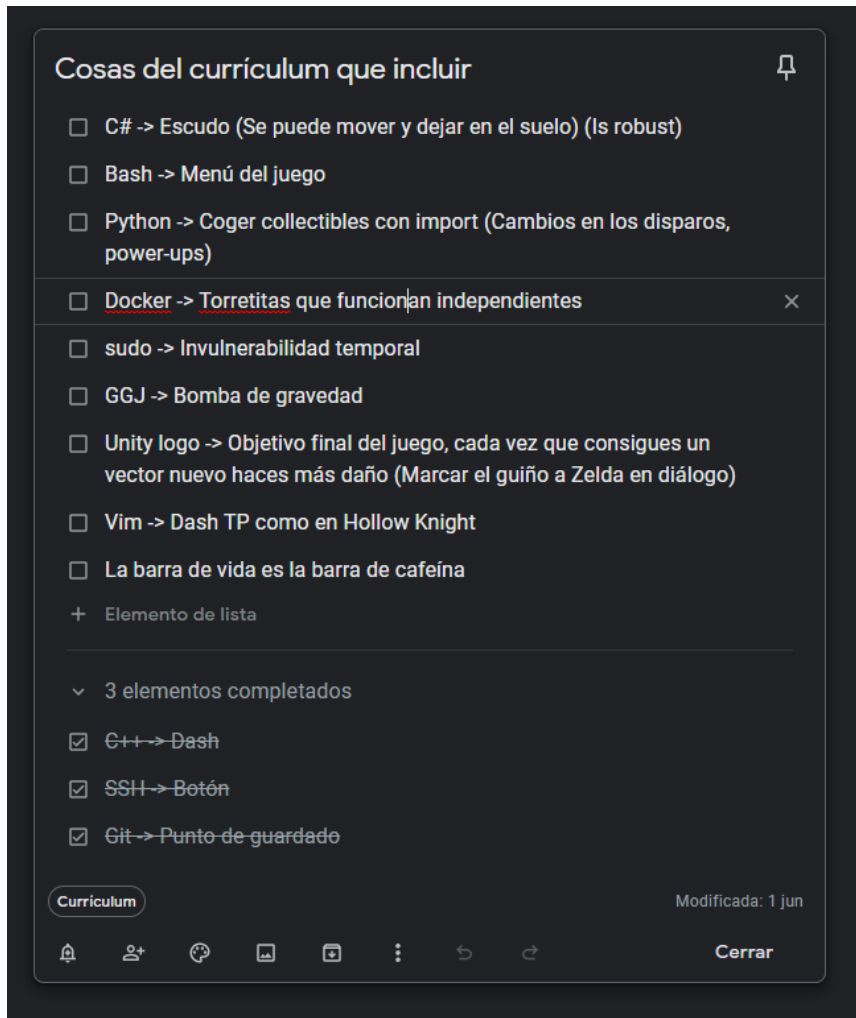 Cosas del currículum que incluir
C# -> Escudo (Se puede mover y dejar en el suelo) (Is robust)
Bash -> Menú del juego
Python -> Coger collectibles con import (Cambios en los disparos,
power-ups)
Docker -> Torretitas que funcionan independientes
sudo -> Invulnerabilidad temporal
GGJ -> Bomba de gravedad
Unity logo -> Objetivo final del juego, cada vez que consigues un
vector nuevo haces más daño (Marcar el guiño a Zelda en diálogo)
Vim -> Dash TP como en Hollow Knight
La barra de vida es la barra de cafeína
Elemento de lista
3 elementos completados
C++ -> Dash
SSH -> Botón
Git -> Punto de guardado
Currículum
Modificada: 1 jun
Cerrar